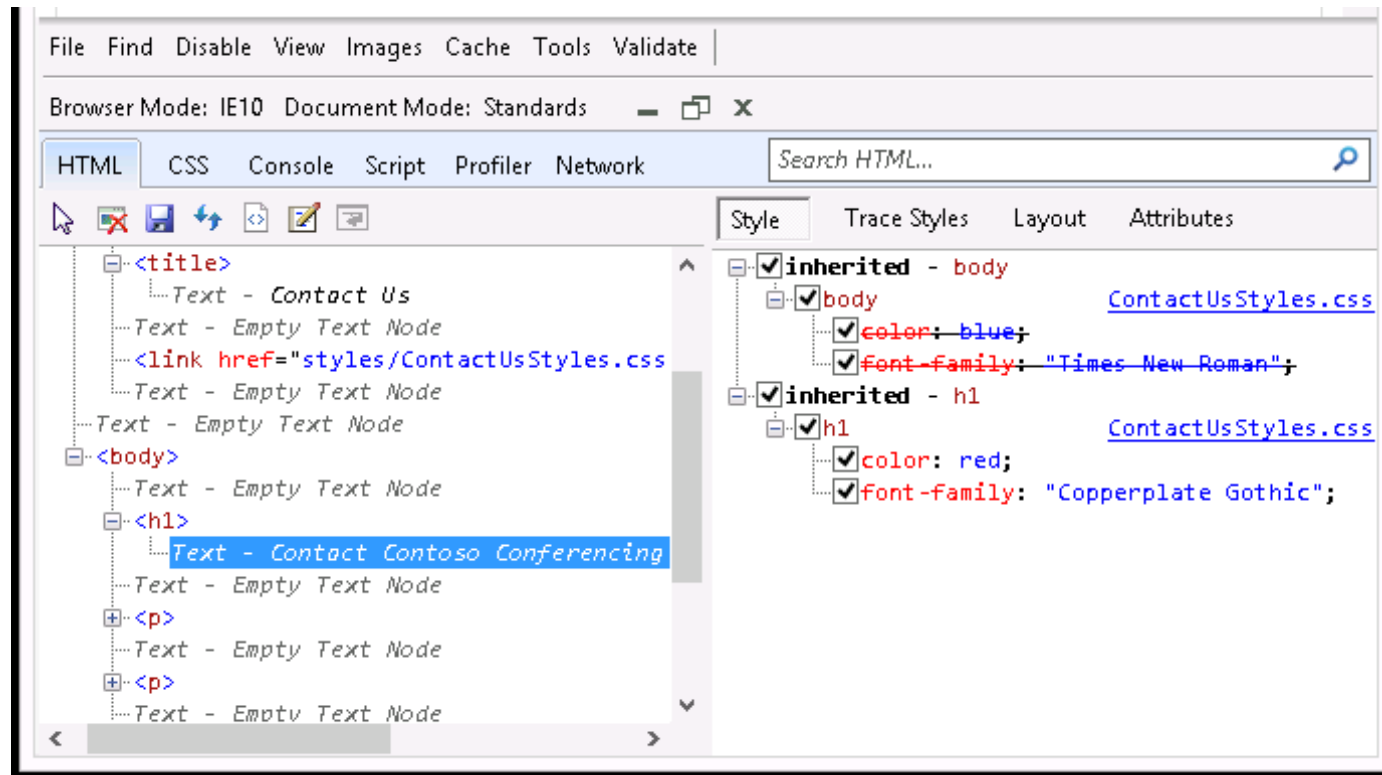 File Find Disable View Images Cache Tools Validate
Browser Mode: IE10 Document Mode: Standards
HTML CSS Console Script Profiler Network
Search HTML...
Style Trace Styles Layout Attributes
<title>
Text - Contact Us
Text - Empty Text Node
<link href="styles/ContactUsStyles.css
Text - Empty Text Node
Text - Empty Text Node
<body>
Text - Empty Text Node
<h1>
Text - Contact Contoso Conferencing
Text - Empty Text Node
<p>
Text - Empty Text Node
<p>
Text - Empty Text Node
inherited - body
body ContactUsStyles.css
color: blue;
font-family: "Times New Roman";
inherited - h1
h1 ContactUsStyles.css
color: red;
font-family: "Copperplate Gothic";